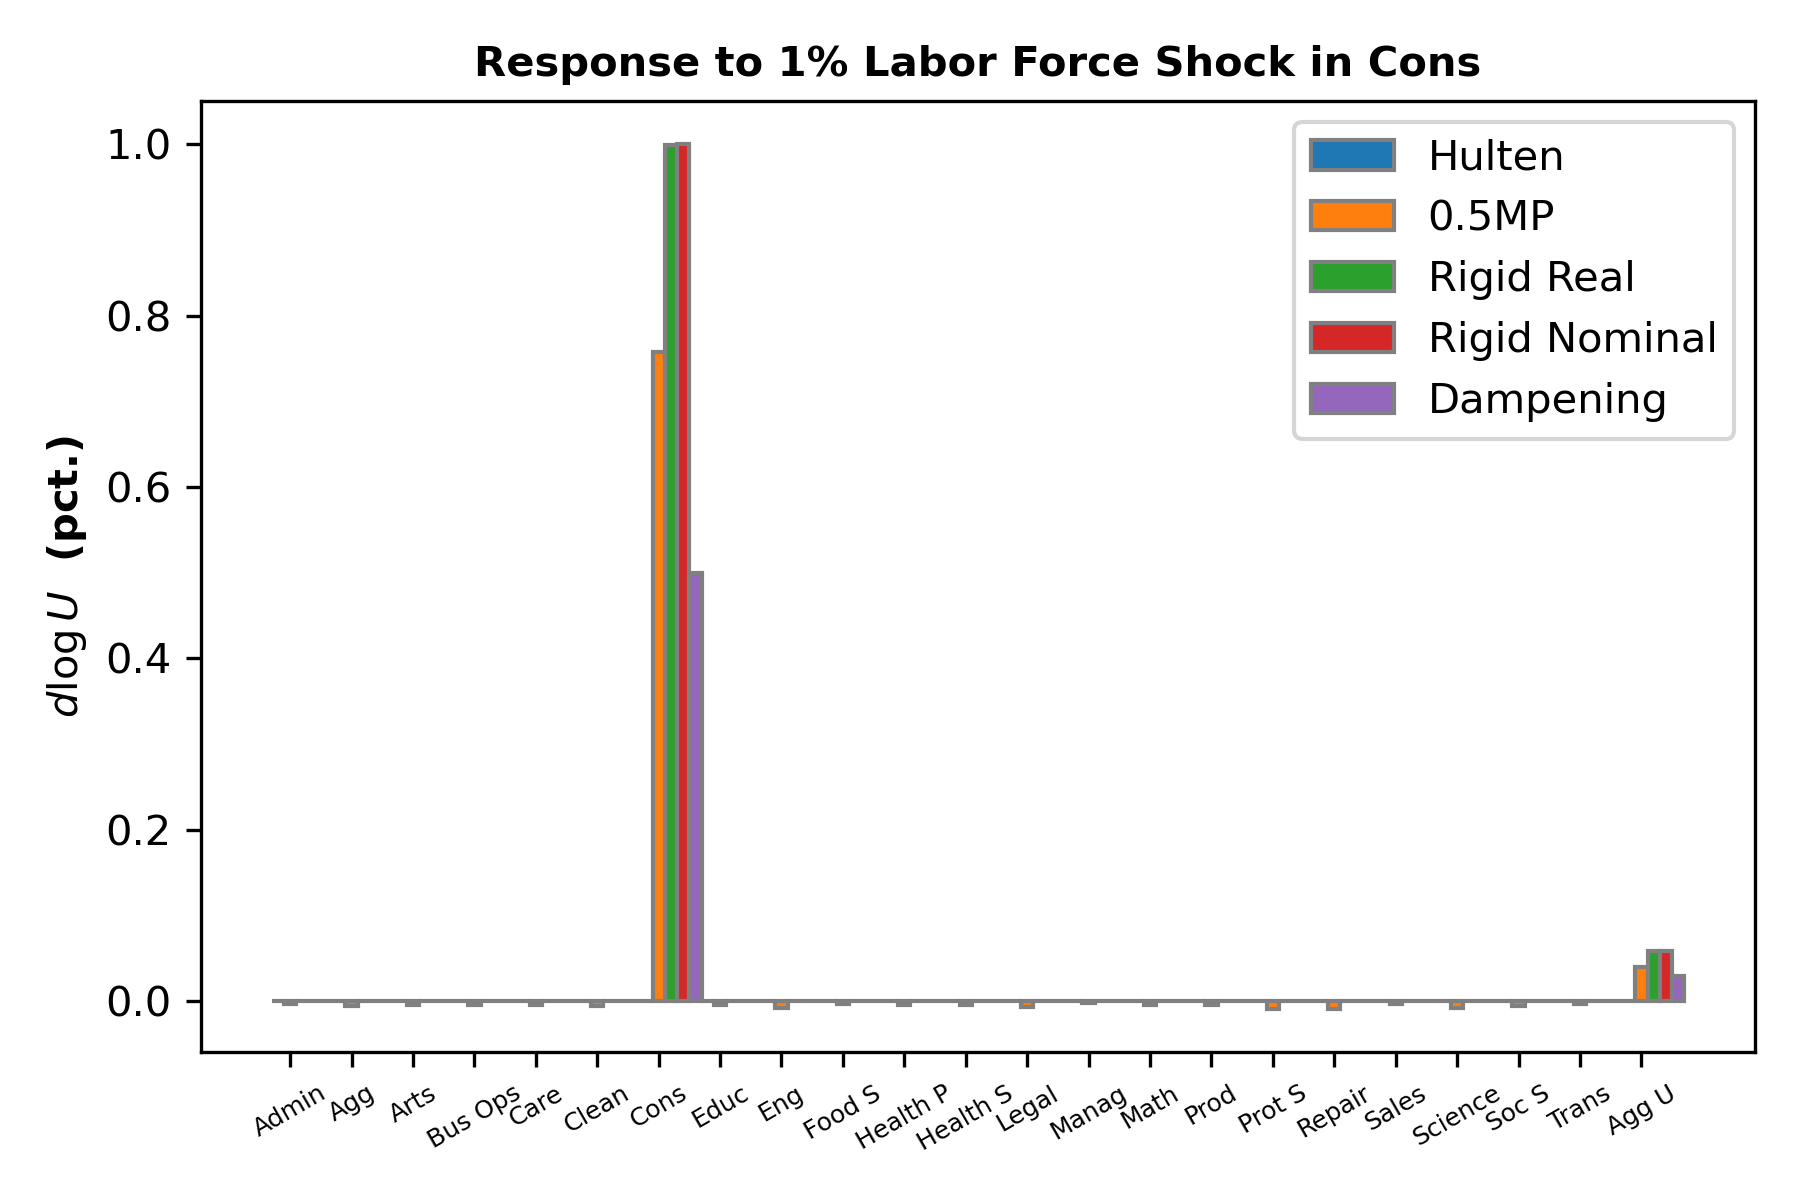 Response to 1% Labor Force Shock in Cons
Hulten
0.5MP
Rigid Real
Rigid Nominal
Dampening
d log U (pct.)
1.0
0.8
0.6
0.4
0.2
0.0
Admin
Agg
Arts
Bus Ops
Care
Clean
Cons
Educ
Eng
Food S
Health P
Health S
Legal
Manag
Math
Prod
Prot S
Repair
Sales
Science
Soc S
Trans
Agg U